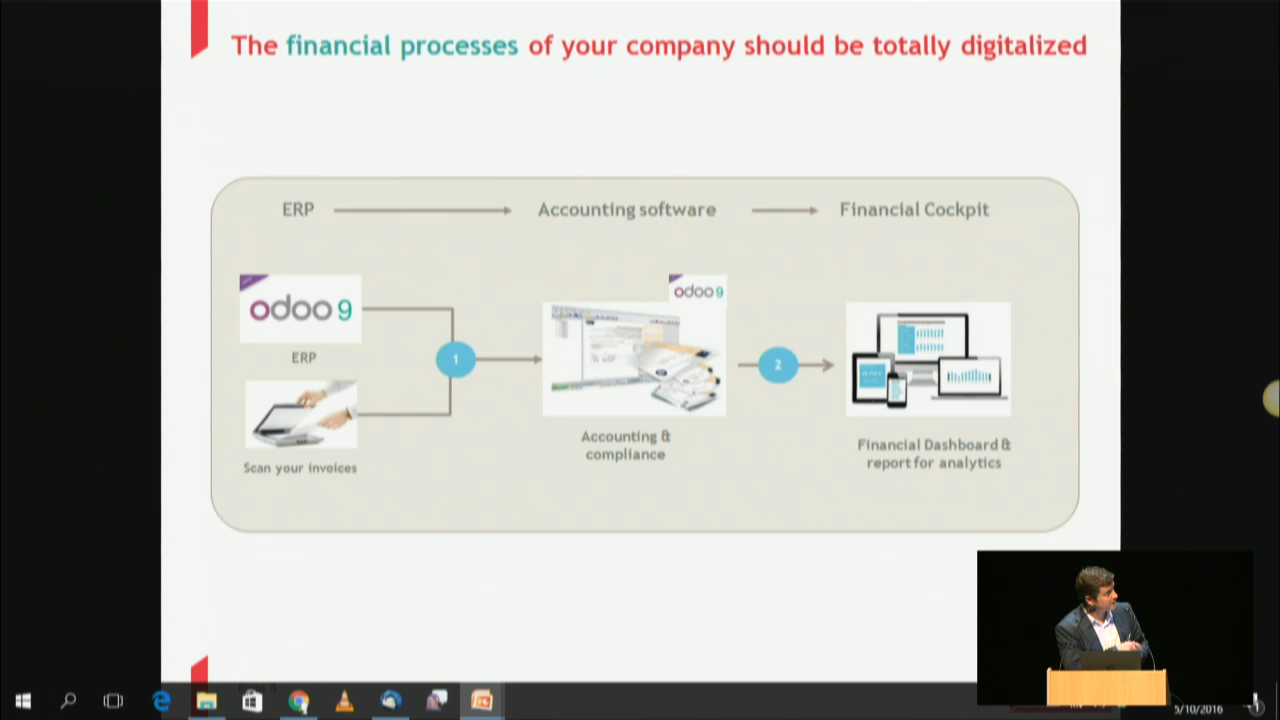 The financial processes of your company should be totally digitalized
ERP
Accounting software
Financial Cockpit
odoo 9
ERP
Scan your invoices
1
odoo 9
Accounting &
compliance
2
Financial Dashboard &
report for analytics
5/10/2016